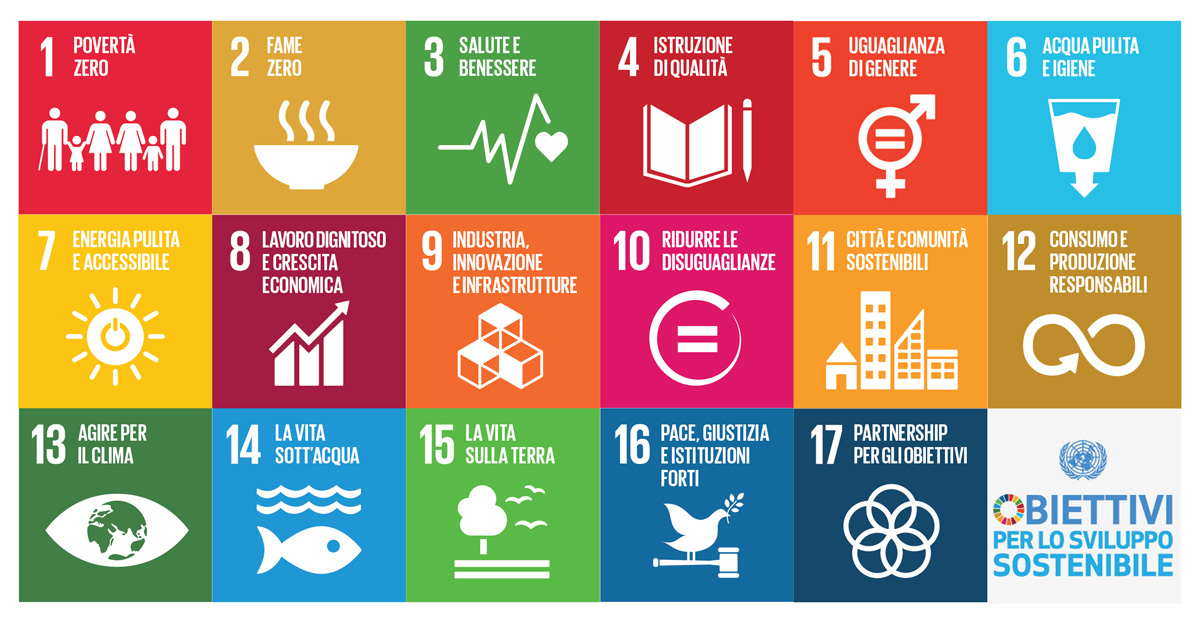 1 POVERTÀ
ZERO
2 FAME
ZERO
3 SALUTE E
BENESSERE
4 ISTRUZIONE
DI QUALITÀ
5 UGUAGLIANZA
DI GENERE
6 ACQUA PULITA
E IGIENE
7 ENERGIA PULITA
E ACCESSIBILE
8 LAVORO DIGNITOSO
E CRESCITA
ECONOMICA
9 INDUSTRIA,
INNOVAZIONE
E INFRASTRUTTURE
10 RIDURRE LE
DISUGUAGLIANZE
11 CITTÀ E COMUNITÀ
SOSTENIBILI
12 CONSUMO E
PRODUZIONE
RESPONSABILI
13 AGIRE PER
IL CLIMA
14 LA VITA
SOTT'ACQUA
15 LA VITA
SULLA TERRA
16 PACE, GIUSTIZIA
E ISTITUZIONI
FORTI
17 PARTNERSHIP
PER GLI OBIETTIVI
OBIETTIVI
PER LO SVILUPPO
SOSTENIBILE